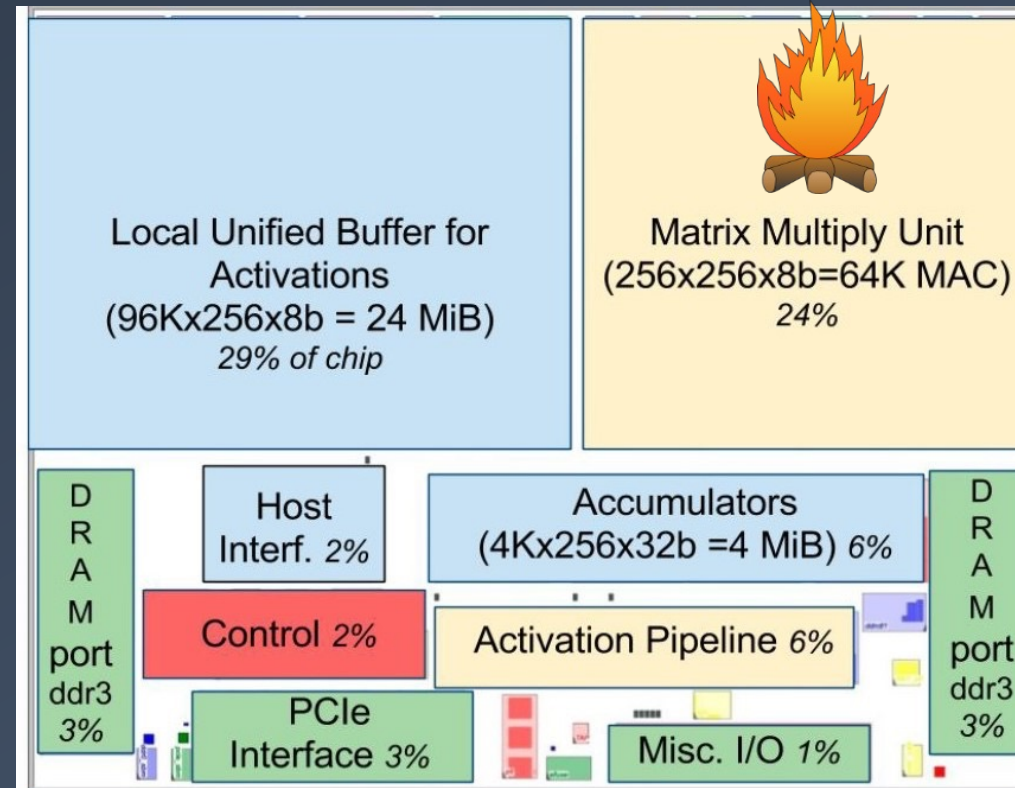 Local Unified Buffer for
Activations
(96Kx256x8b = 24 MiB)
29% of chip
Matrix Multiply Unit
(256x256x8b=64K MAC)
24%
D
R
A
M
port
ddr3
3%
Host
Interf. 2%
Accumulators
(4Kx256x32b =4 MiB) 6%
D
R
A
M
port
ddr3
3%
Control 2%
Activation Pipeline 6%
PCIe
Interface 3%
Misc. I/O 1%